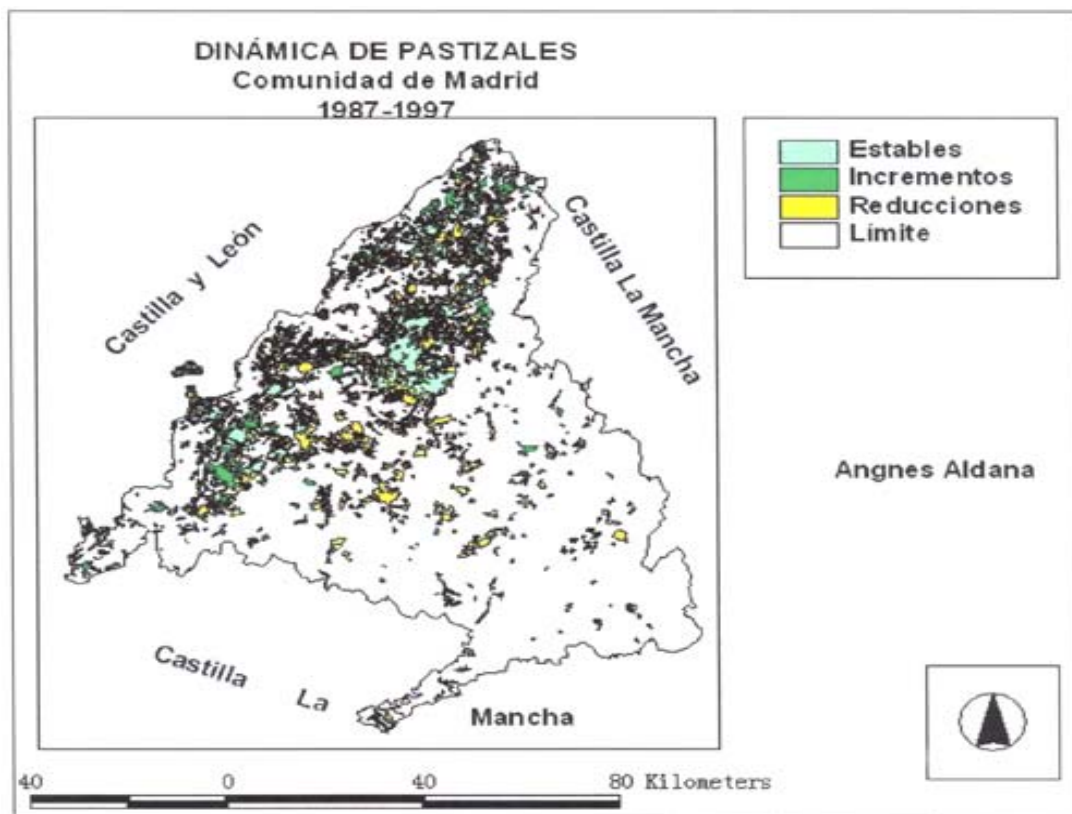 DINÁMICA DE PASTIZALES
Comunidad de Madrid
1987-1997
Estables
Incrementos
Reducciones
Límite
Castilla y León
Castilla La Mancha
Angnes Aldana
Castilla La
Mancha
40 0 40 80 Kilometers